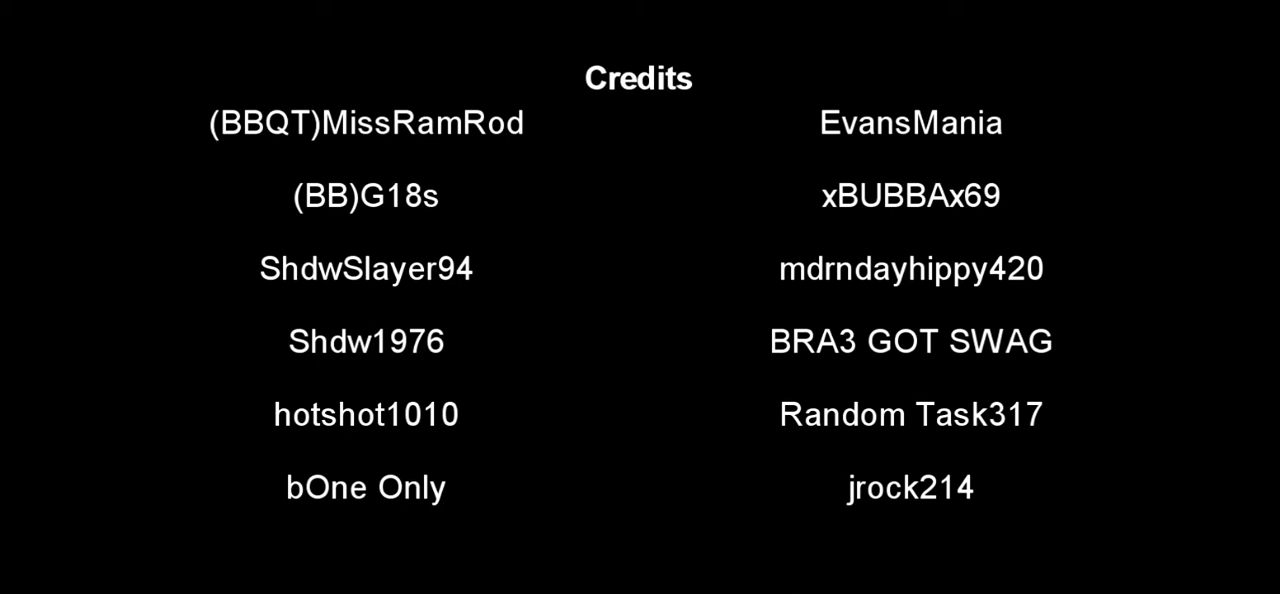 Credits
(BBQT)MissRamRod EvansMania
(BB)G18s xBUBBAx69
ShdwSlayer94 mdrndayhippy420
Shdw1976 BRA3 GOT SWAG
hotshot1010 Random Task317
bOne Only jrock214